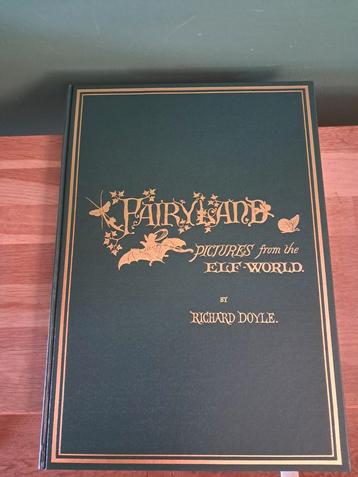 FAIRYLAND
PICTURES from the
ELF-WORLD.
BY
RICHARD DOYLE.